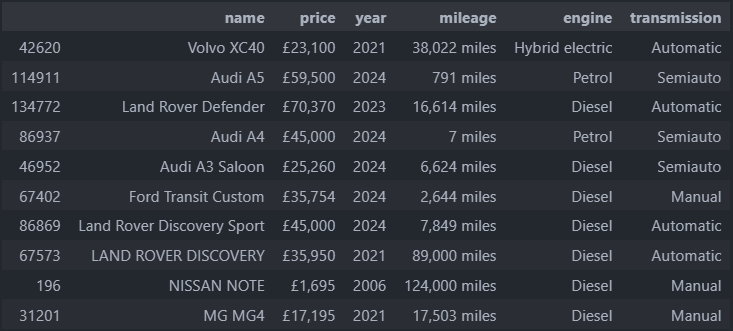 name price year mileage engine transmission
42620 Volvo XC40 £23,100 2021 38,022 miles Hybrid electric Automatic
114911 Audi A5 £59,500 2024 791 miles Petrol Semiauto
134772 Land Rover Defender £70,370 2023 16,614 miles Diesel Automatic
86937 Audi A4 £45,000 2024 7 miles Petrol Semiauto
46952 Audi A3 Saloon £25,260 2024 6,624 miles Diesel Semiauto
67402 Ford Transit Custom £35,754 2024 2,644 miles Diesel Manual
86869 Land Rover Discovery Sport £45,000 2024 7,849 miles Diesel Automatic
67573 LAND ROVER DISCOVERY £35,950 2021 89,000 miles Diesel Automatic
196 NISSAN NOTE £1,695 2006 124,000 miles Diesel Manual
31201 MG MG4 £17,195 2021 17,503 miles Diesel Manual